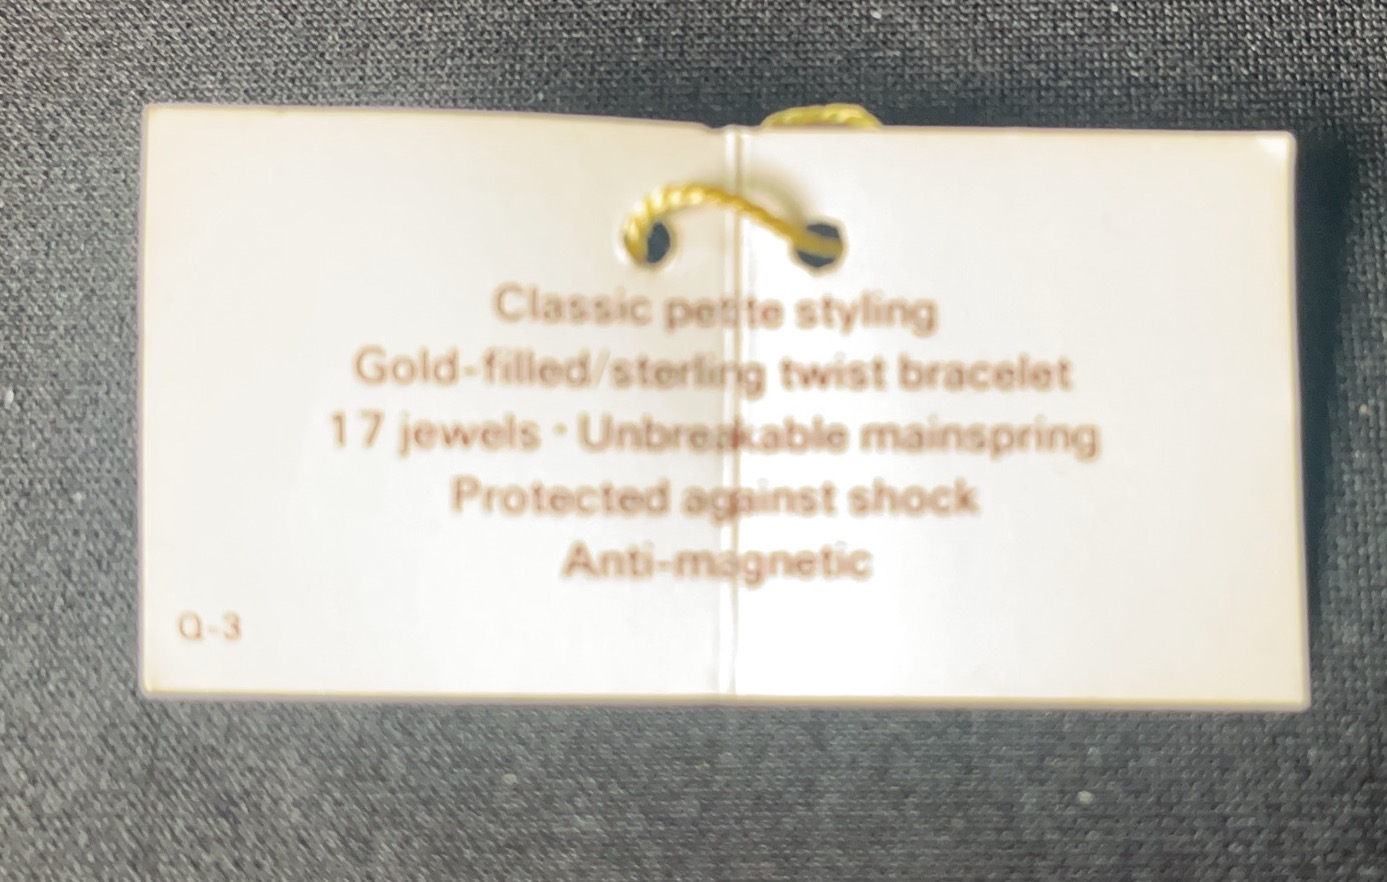 Classic petite styling
Gold-filled/sterling twist bracelet
17 jewels · Unbreakable mainspring
Protected against shock
Anti-magnetic
Q-3